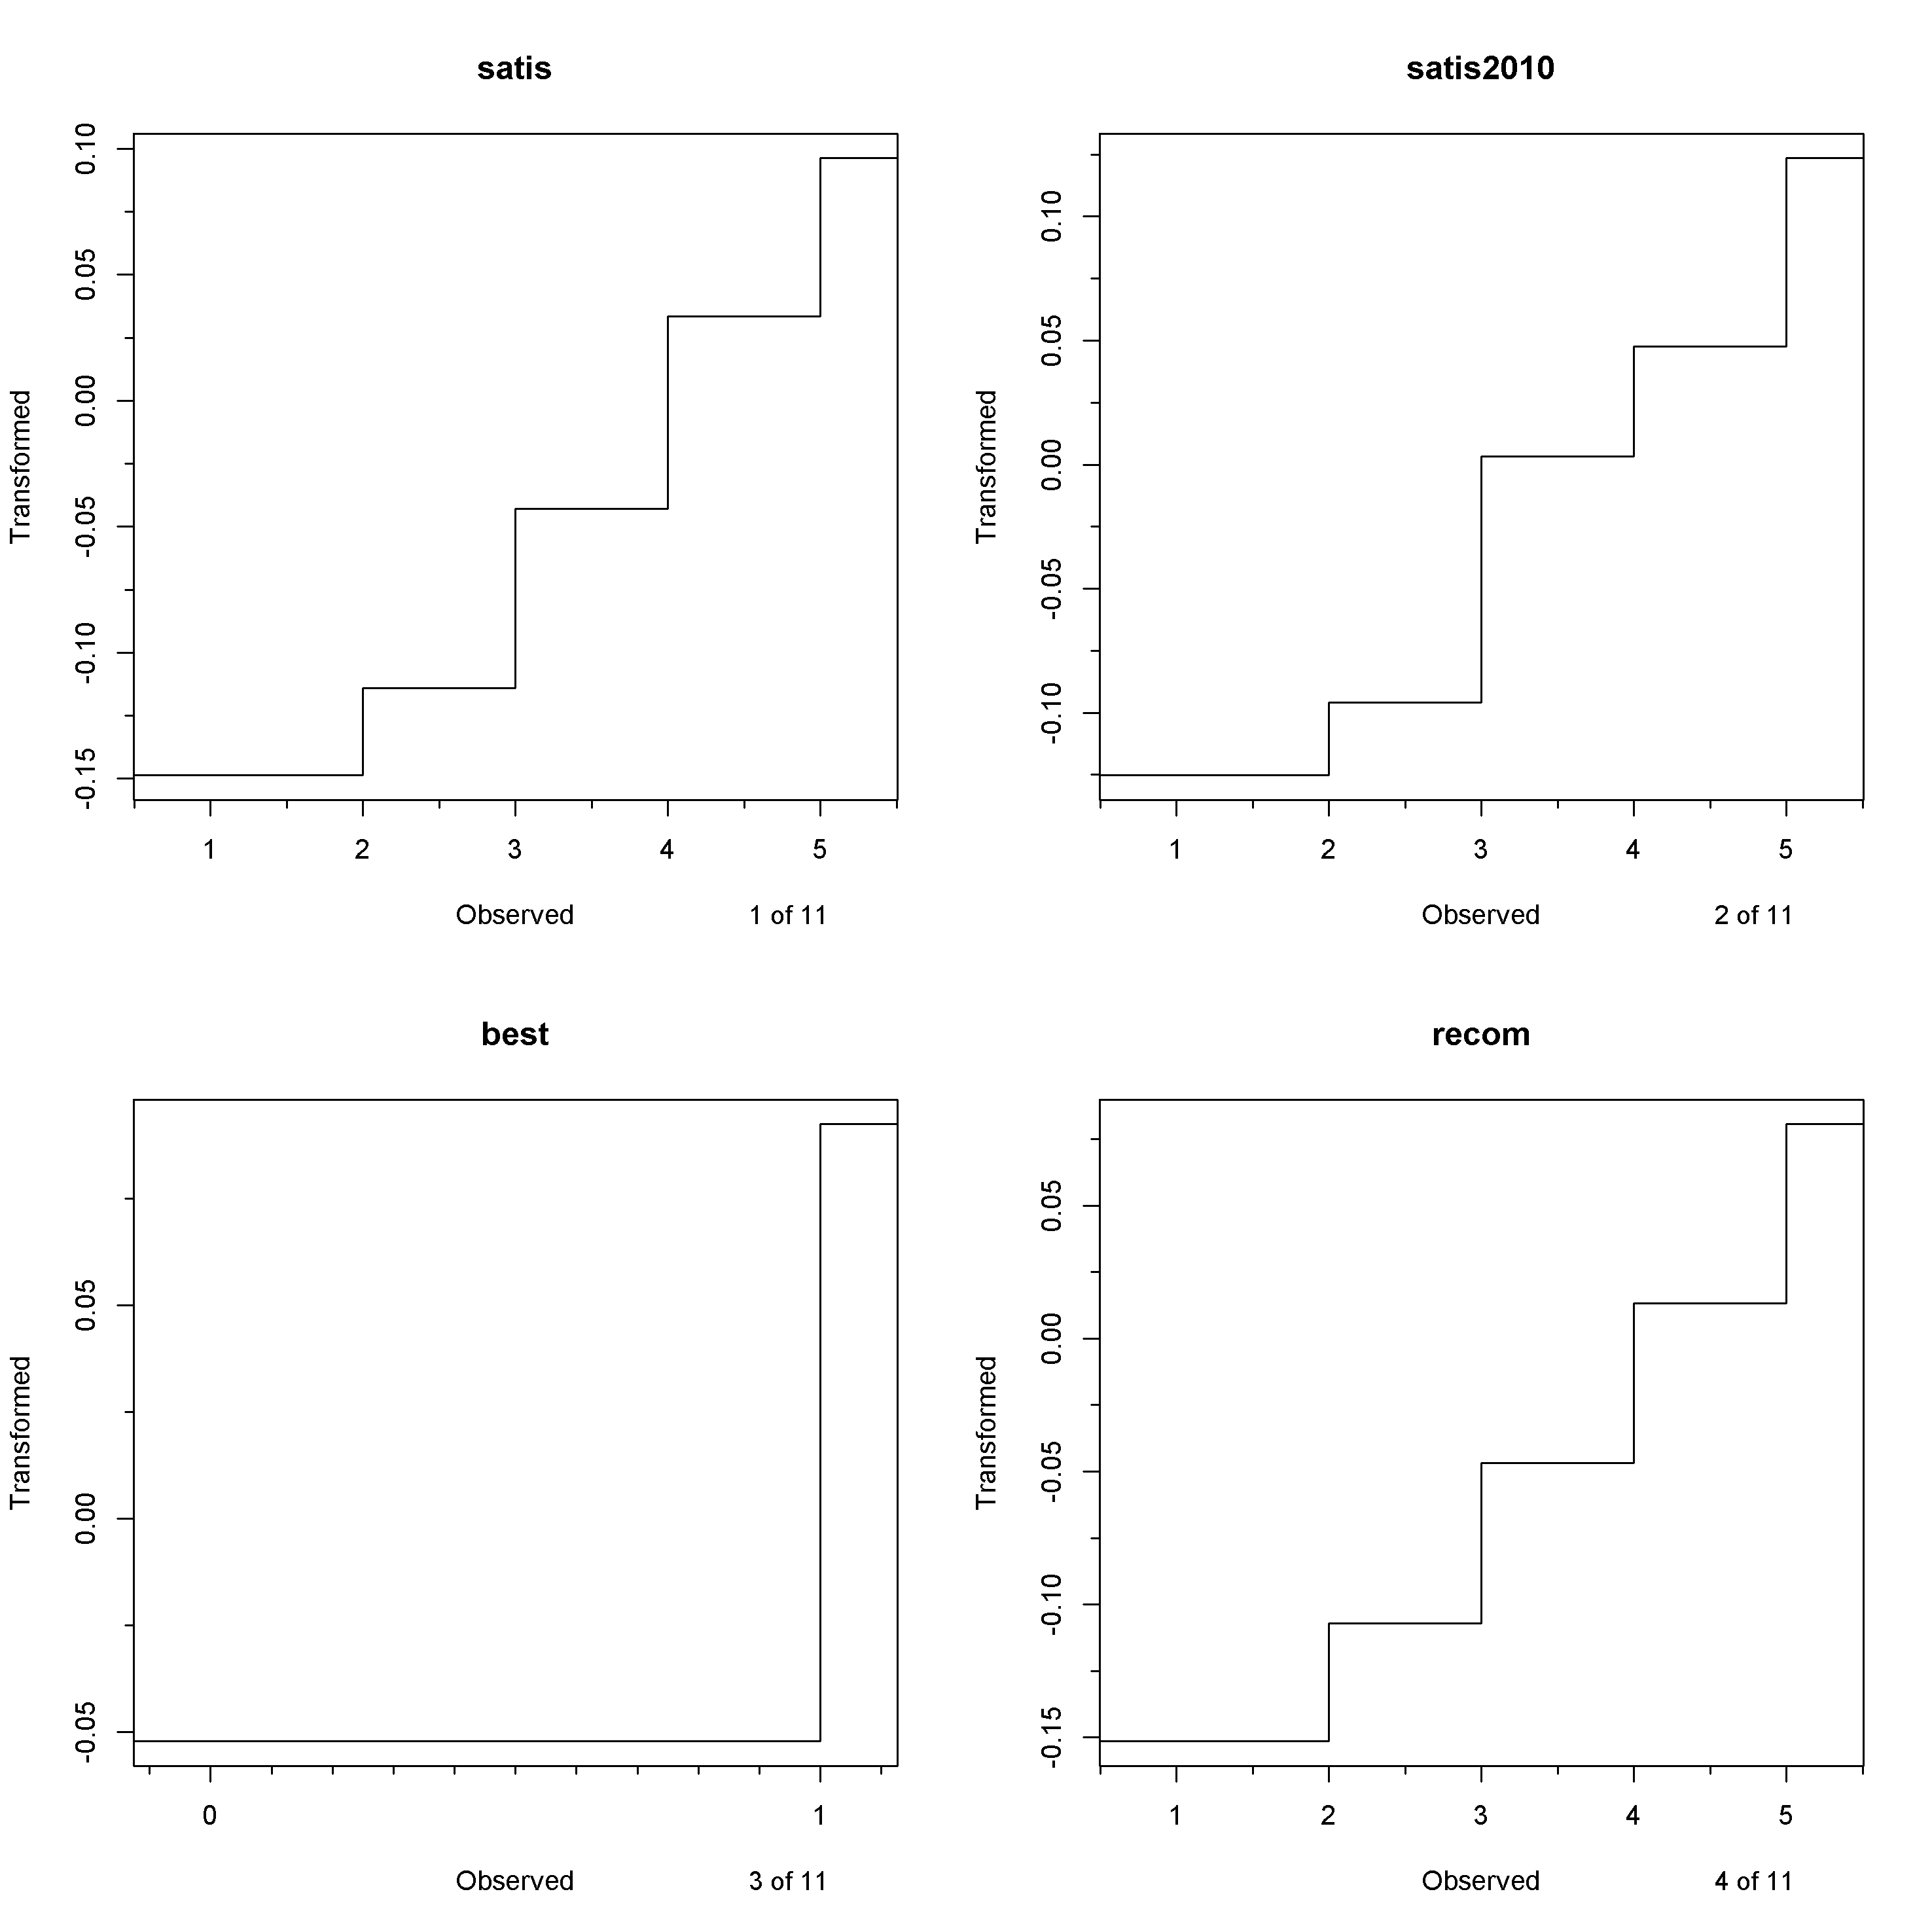 satis
0.10
0.05
0.00
-0.05
-0.10
-0.15
Transformed
1 2 3 4 5
Observed 1 of 11
satis2010
0.10
0.05
0.00
-0.05
-0.10
Transformed
1 2 3 4 5
Observed 2 of 11
best
0.05
0.00
-0.05
Transformed
0 1
Observed 3 of 11
recom
0.05
0.00
-0.05
-0.10
-0.15
Transformed
1 2 3 4 5
Observed 4 of 11